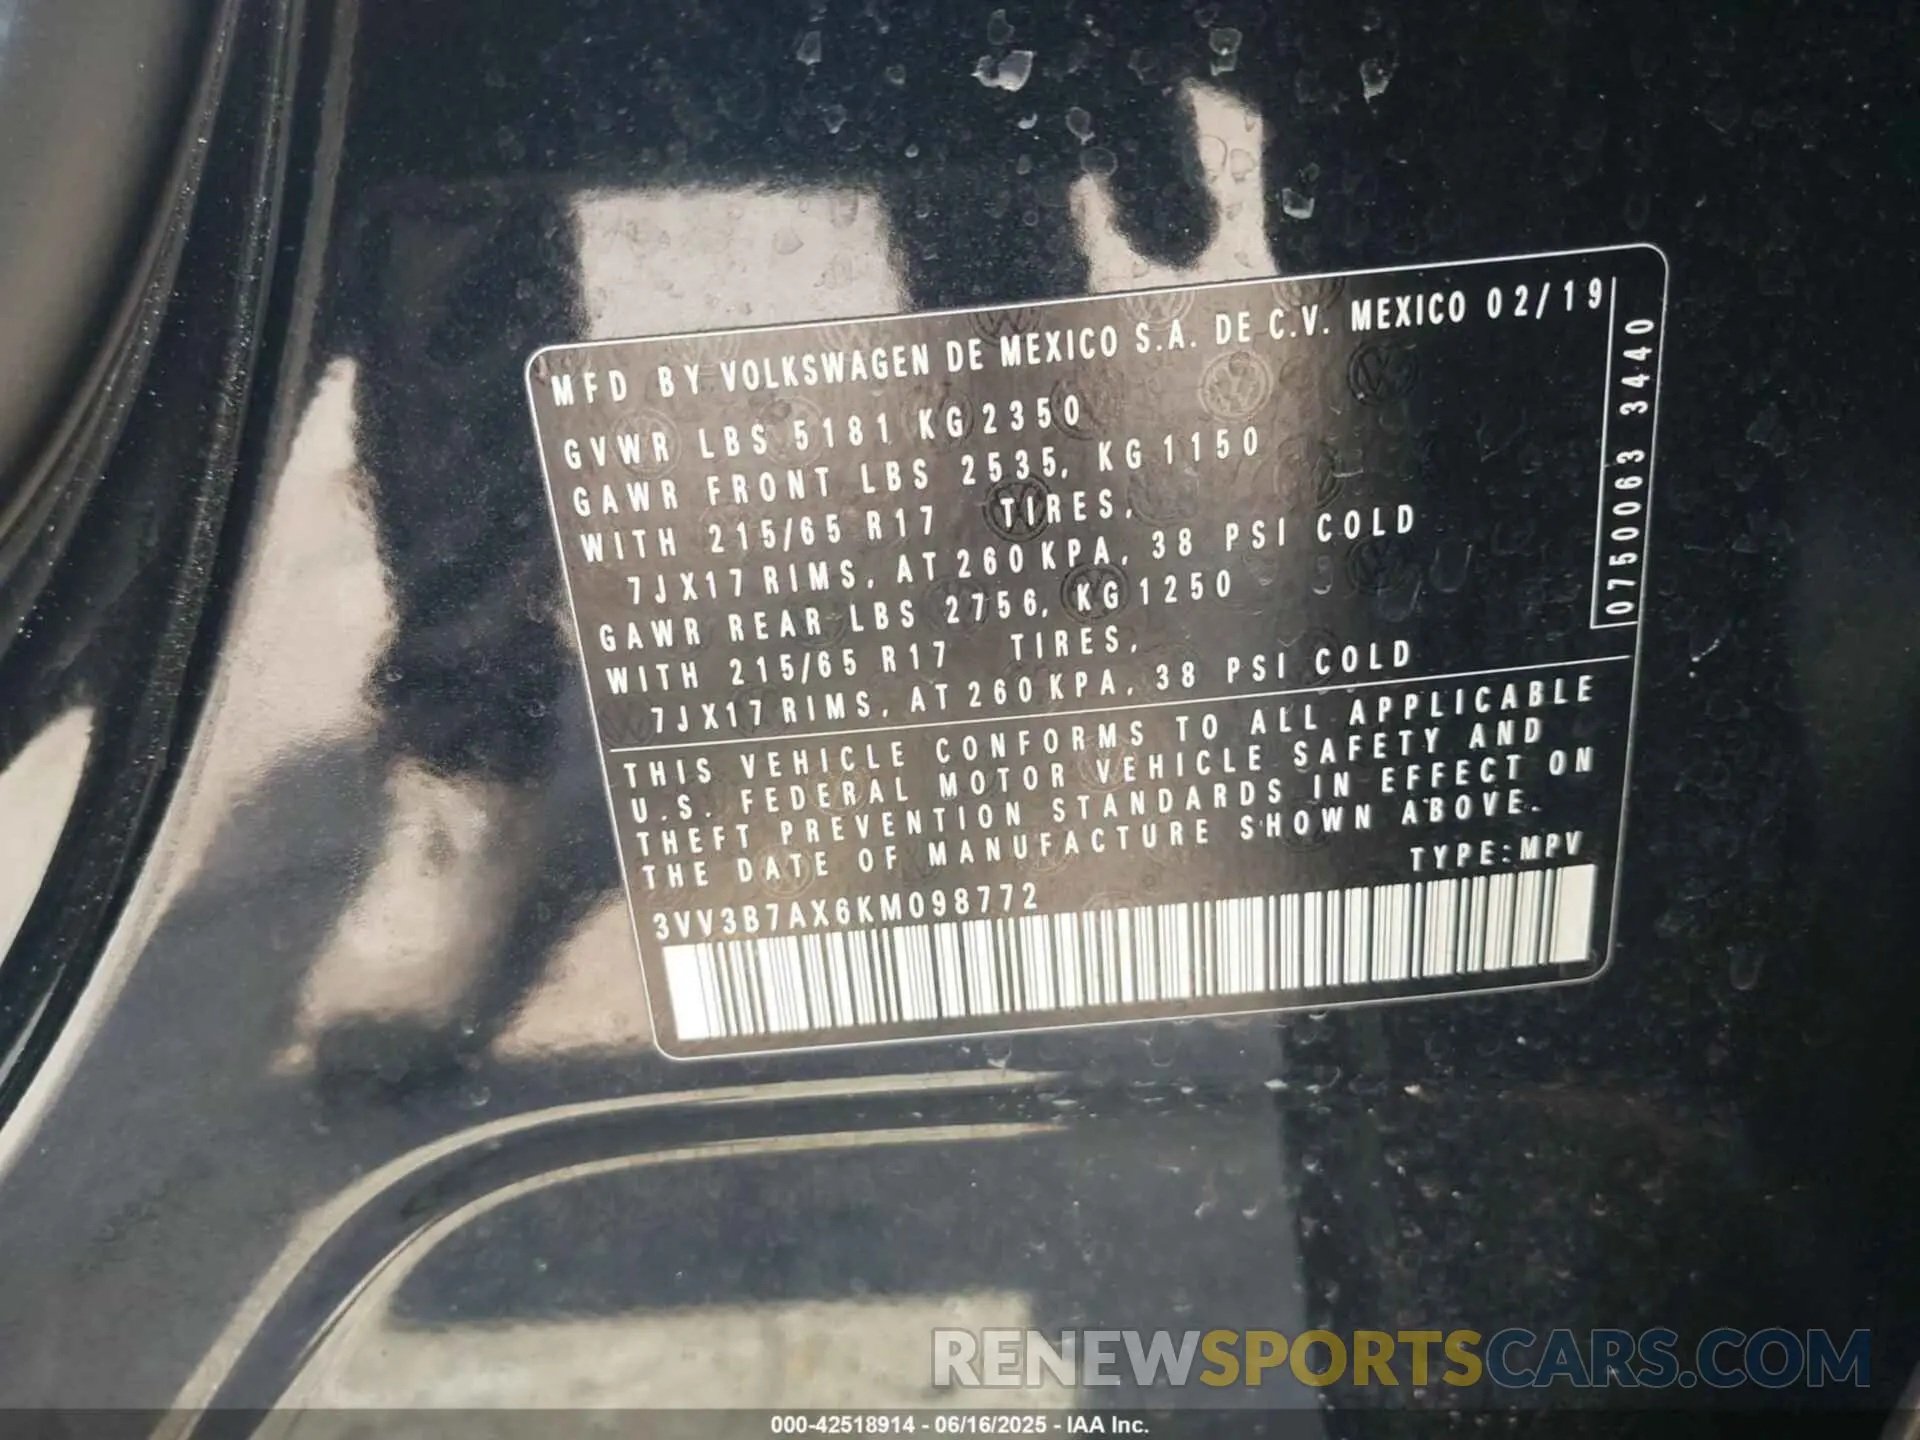 MFD BY VOLKSWAGEN DE MEXICO S.A. DE C.V. MEXICO 02/19
GVWR LBS 5181 KG 2350
GAWR FRONT LBS 2535, KG 1150
WITH 215/65 R17 TIRES,
7JX17 RIMS, AT 260 KPA, 38 PSI COLD
GAWR REAR LBS 2756, KG 1250
WITH 215/65 R17 TIRES,
7JX17 RIMS, AT 260 KPA, 38 PSI COLD
0750063 3440
THIS VEHICLE CONFORMS TO ALL APPLICABLE
U.S. FEDERAL MOTOR VEHICLE SAFETY AND
THEFT PREVENTION STANDARDS IN EFFECT ON
THE DATE OF MANUFACTURE SHOWN ABOVE.
TYPE:MPV
3VV3B7AX6KM098772
RENEWSPORTSCARS.COM
000-42518914 - 06/16/2025 - IAA Inc.